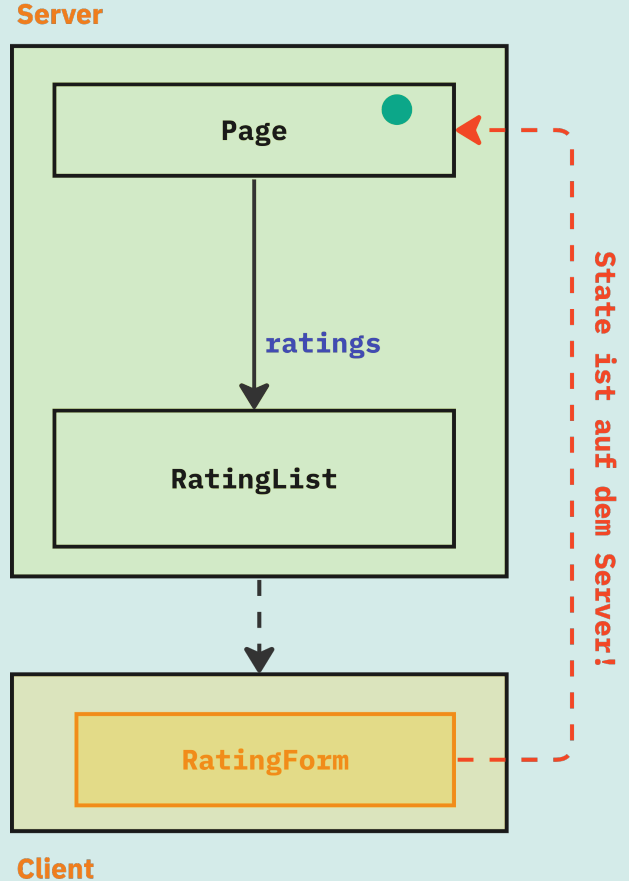 Server
Page
ratings
RatingList
State ist auf dem Server!
RatingForm
Client